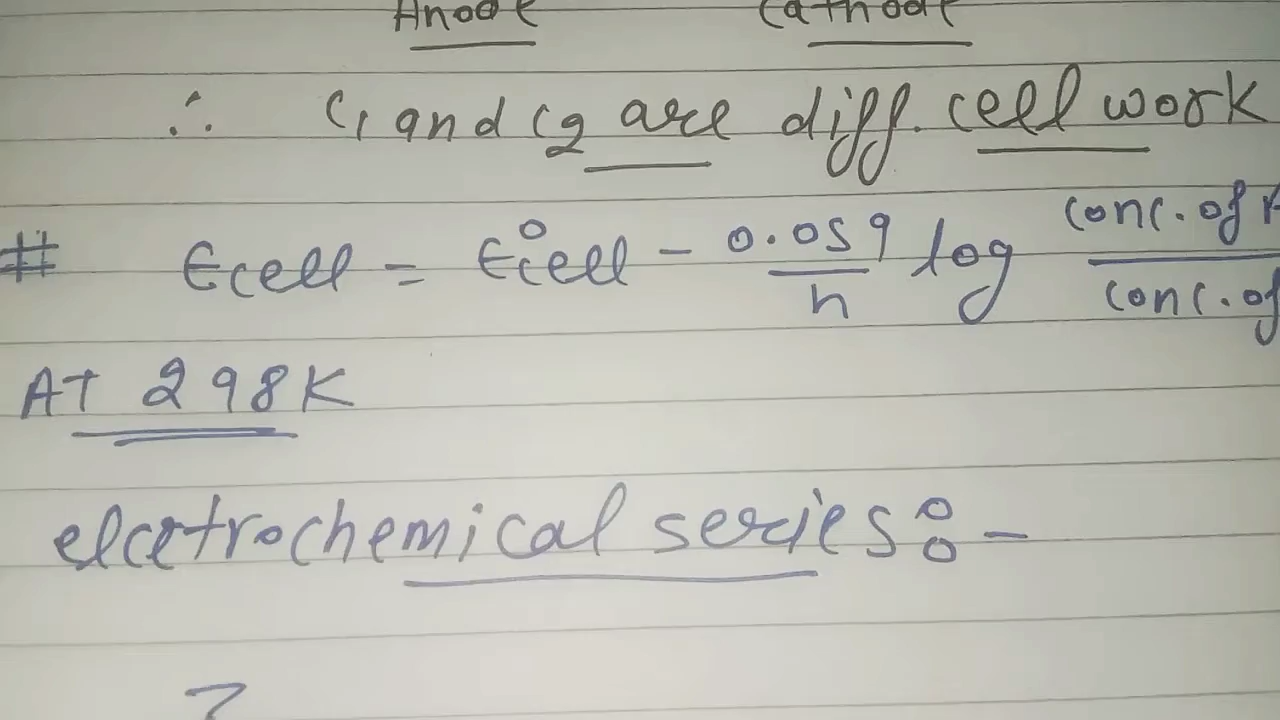 Anode Cathode
∴ C1 and C2 are diff. cell work
# Ecell = E°cell - 0.059/n log conc. of / conc. of
AT 298K
elcetrochemical series:-